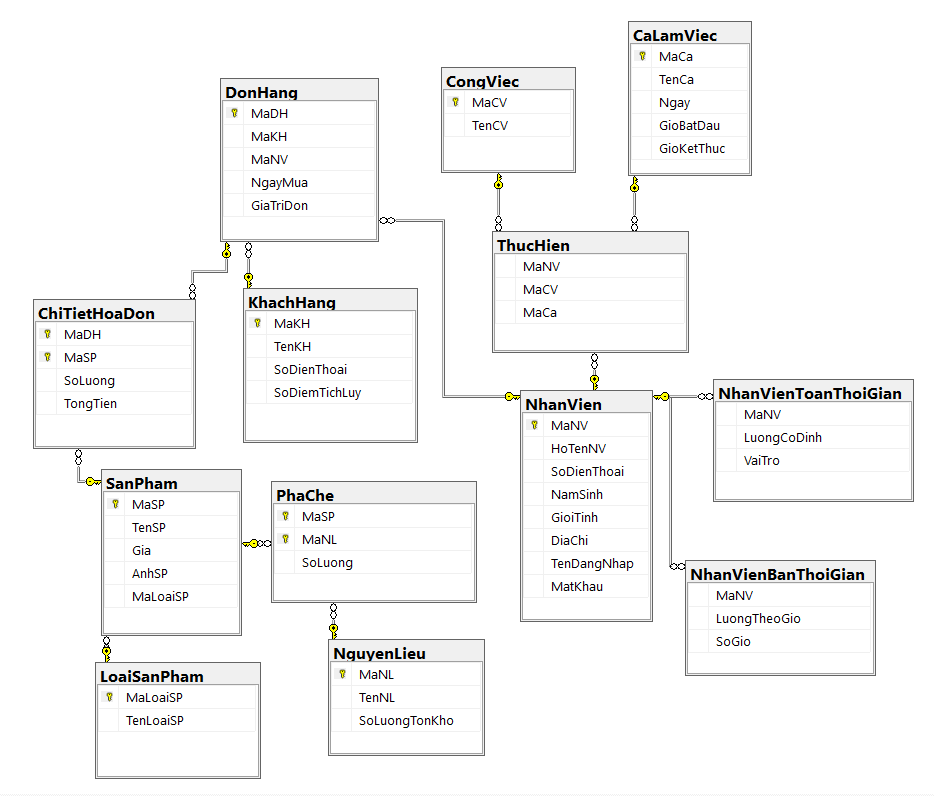 CaLamViec
MaCa
TenCa
Ngay
GioBatDau
GioKetThuc
CongViec
MaCV
TenCV
DonHang
MaDH
MaKH
MaNV
NgayMua
GiaTriDon
ThucHien
MaNV
MaCV
MaCa
KhachHang
MaKH
TenKH
SoDienThoai
SoDiemTichLuy
ChiTietHoaDon
MaDH
MaSP
SoLuong
TongTien
NhanVien
MaNV
HoTenNV
SoDienThoai
NamSinh
GioiTinh
DiaChi
TenDangNhap
MatKhau
NhanVienToanThoiGian
MaNV
LuongCoDinh
VaiTro
SanPham
MaSP
TenSP
Gia
AnhSP
MaLoaiSP
PhaChe
MaSP
MaNL
SoLuong
NhanVienBanThoiGian
MaNV
LuongTheoGio
SoGio
LoaiSanPham
MaLoaiSP
TenLoaiSP
NguyenLieu
MaNL
TenNL
SoLuongTonKho